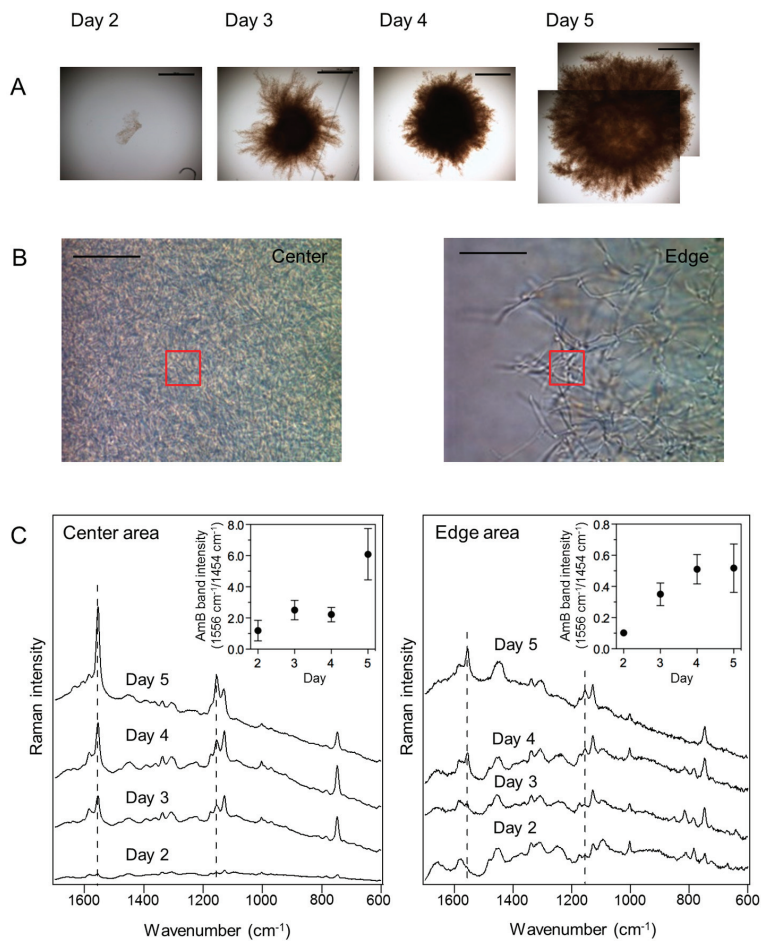 Day 2
Day 3
Day 4
Day 5
A
B
Center
Edge
C
Center area
AmB band intensity
(1556 cm⁻¹/1454 cm⁻¹)
8.0
6.0
4.0
2.0
0.0
2
3
4
5
Day
Day 5
Day 4
Day 3
Day 2
Raman intensity
1600
1400
1200
1000
800
600
Wavenumber (cm⁻¹)
Edge area
AmB band intensity
(1556 cm⁻¹/1454 cm⁻¹)
0.8
0.6
0.4
0.2
0.0
2
3
4
5
Day
Day 5
Day 4
Day 3
Day 2
Raman intensity
1600
1400
1200
1000
800
600
Wavenumber (cm⁻¹)